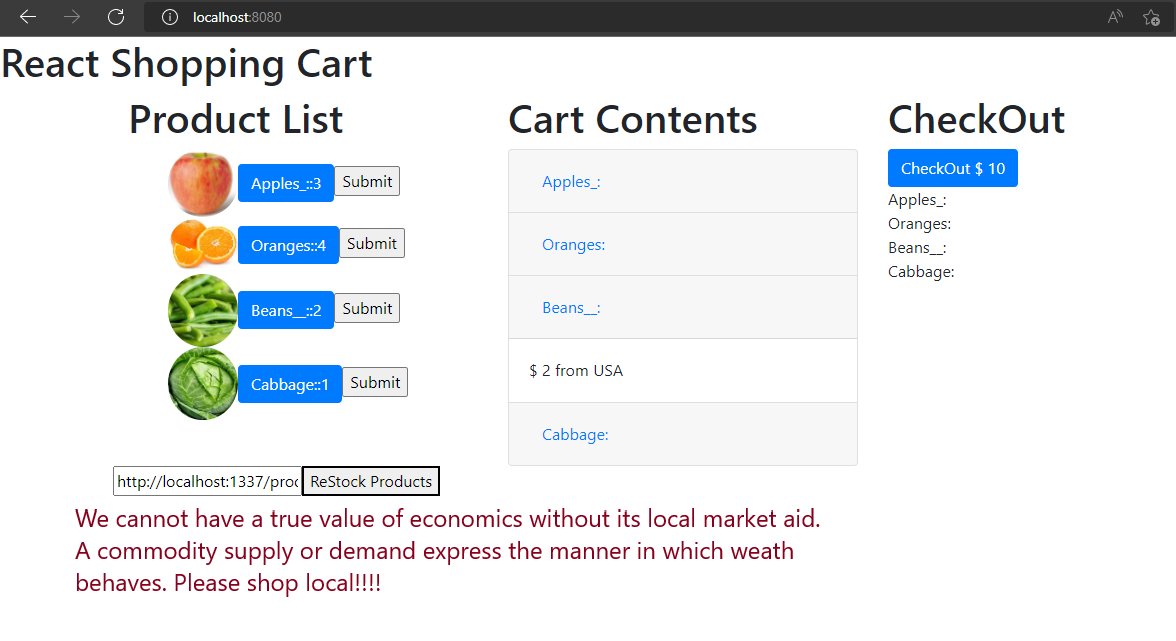 localhost:8080
React Shopping Cart
Product List
Apples_::3 Submit
Oranges::4 Submit
Beans__::2 Submit
Cabbage::1 Submit
Cart Contents
Apples_:
Oranges:
Beans__:
$ 2 from USA
Cabbage:
CheckOut
CheckOut $ 10
Apples_:
Oranges:
Beans__:
Cabbage:
http://localhost:1337/pro ReStock Products
We cannot have a true value of economics without its local market aid.
A commodity supply or demand express the manner in which weath
behaves. Please shop local!!!!